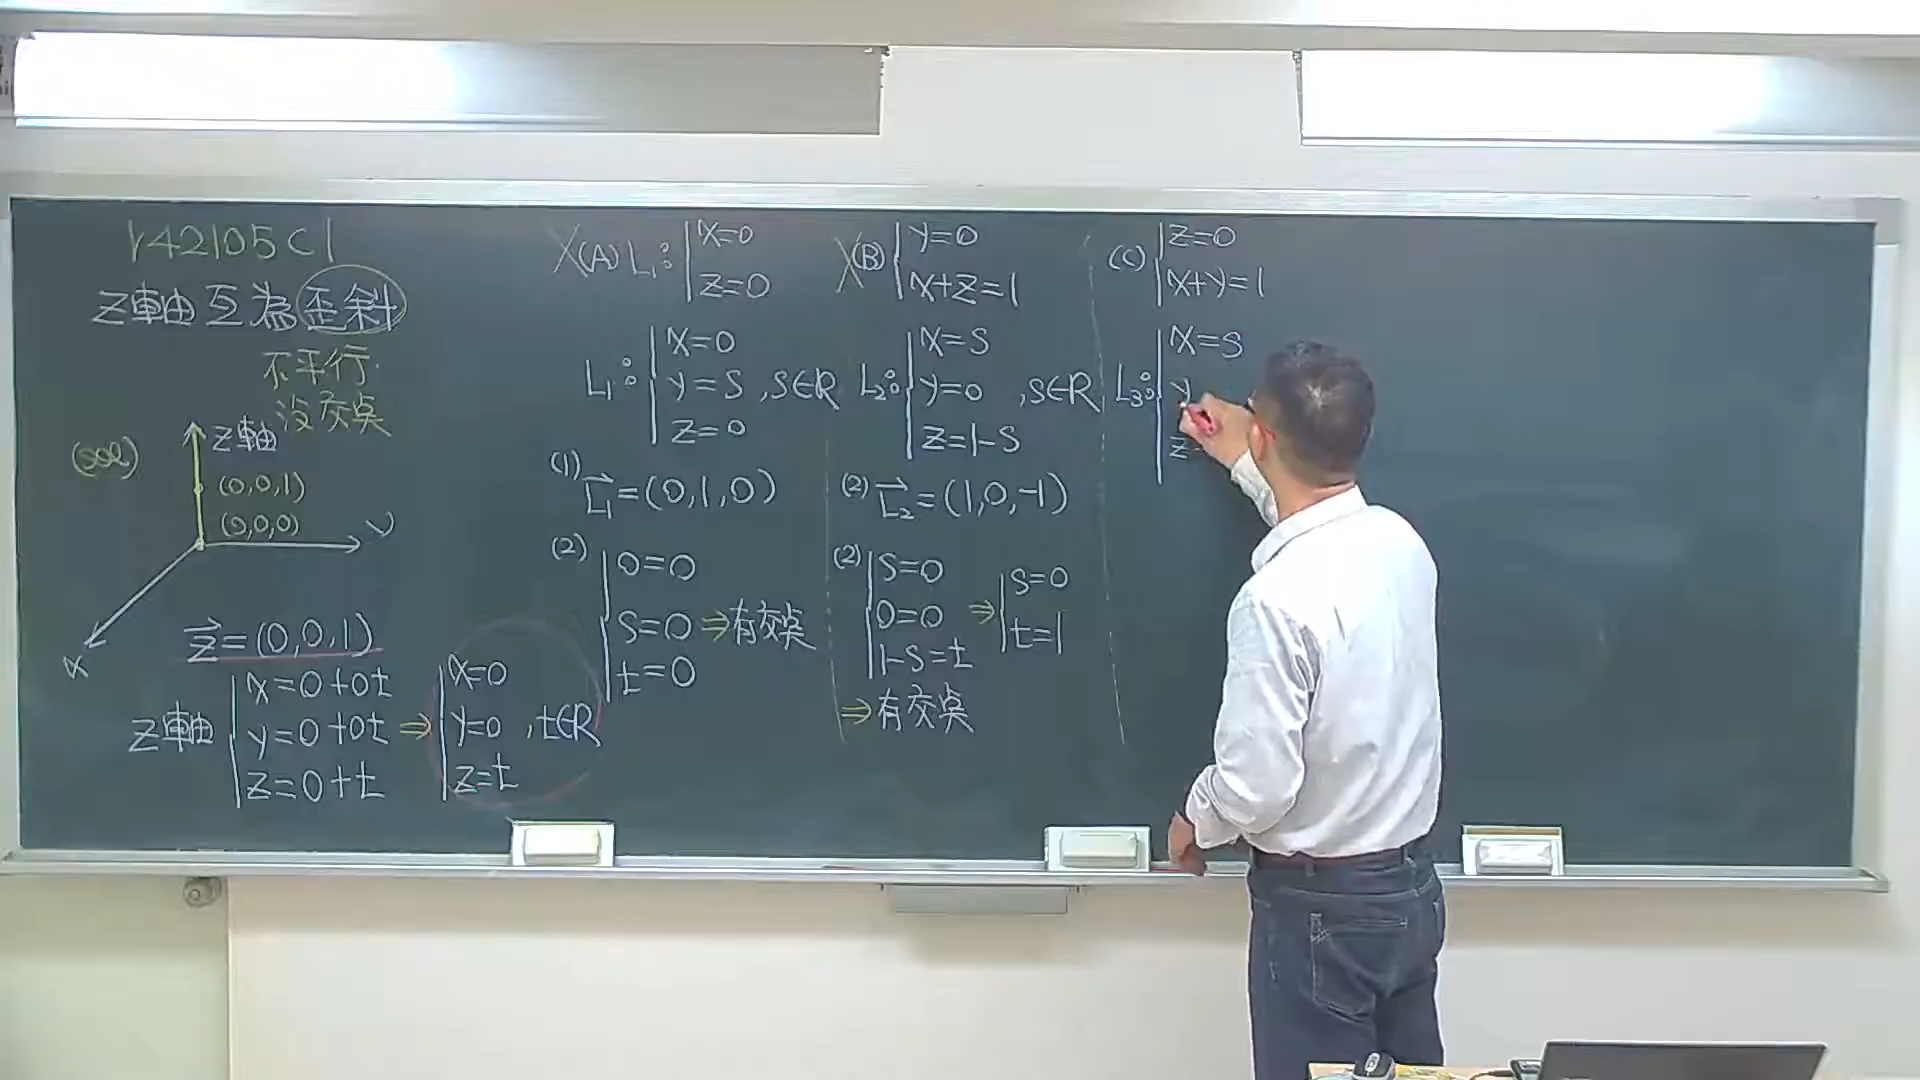 142105C1
Z軸互為歪斜
不平行
沒交點
(sol)
Z軸
(0,0,1)
(0,0,0)
y
x
Z=(0,0,1)
Z軸
x=0+0t
y=0+0t
z=0+t
⇒
x=0
y=0 ,t∈R
z=t
X(A) L₁:
x=0
z=0
L₁:
x=0
y=s ,s∈R
z=0
(1) L₁=(0,1,0)
(2)
0=0
s=0 ⇒有交點
t=0
X(B)
y=0
x+z=1
L₂:
x=s
y=0 ,s∈R
z=1-s
(2) L₂=(1,0,-1)
(2)
s=0
0=0
1-s=t
⇒
s=0
t=1
⇒有交點
(C)
z=0
x+y=1
L₃:
x=s
y
z